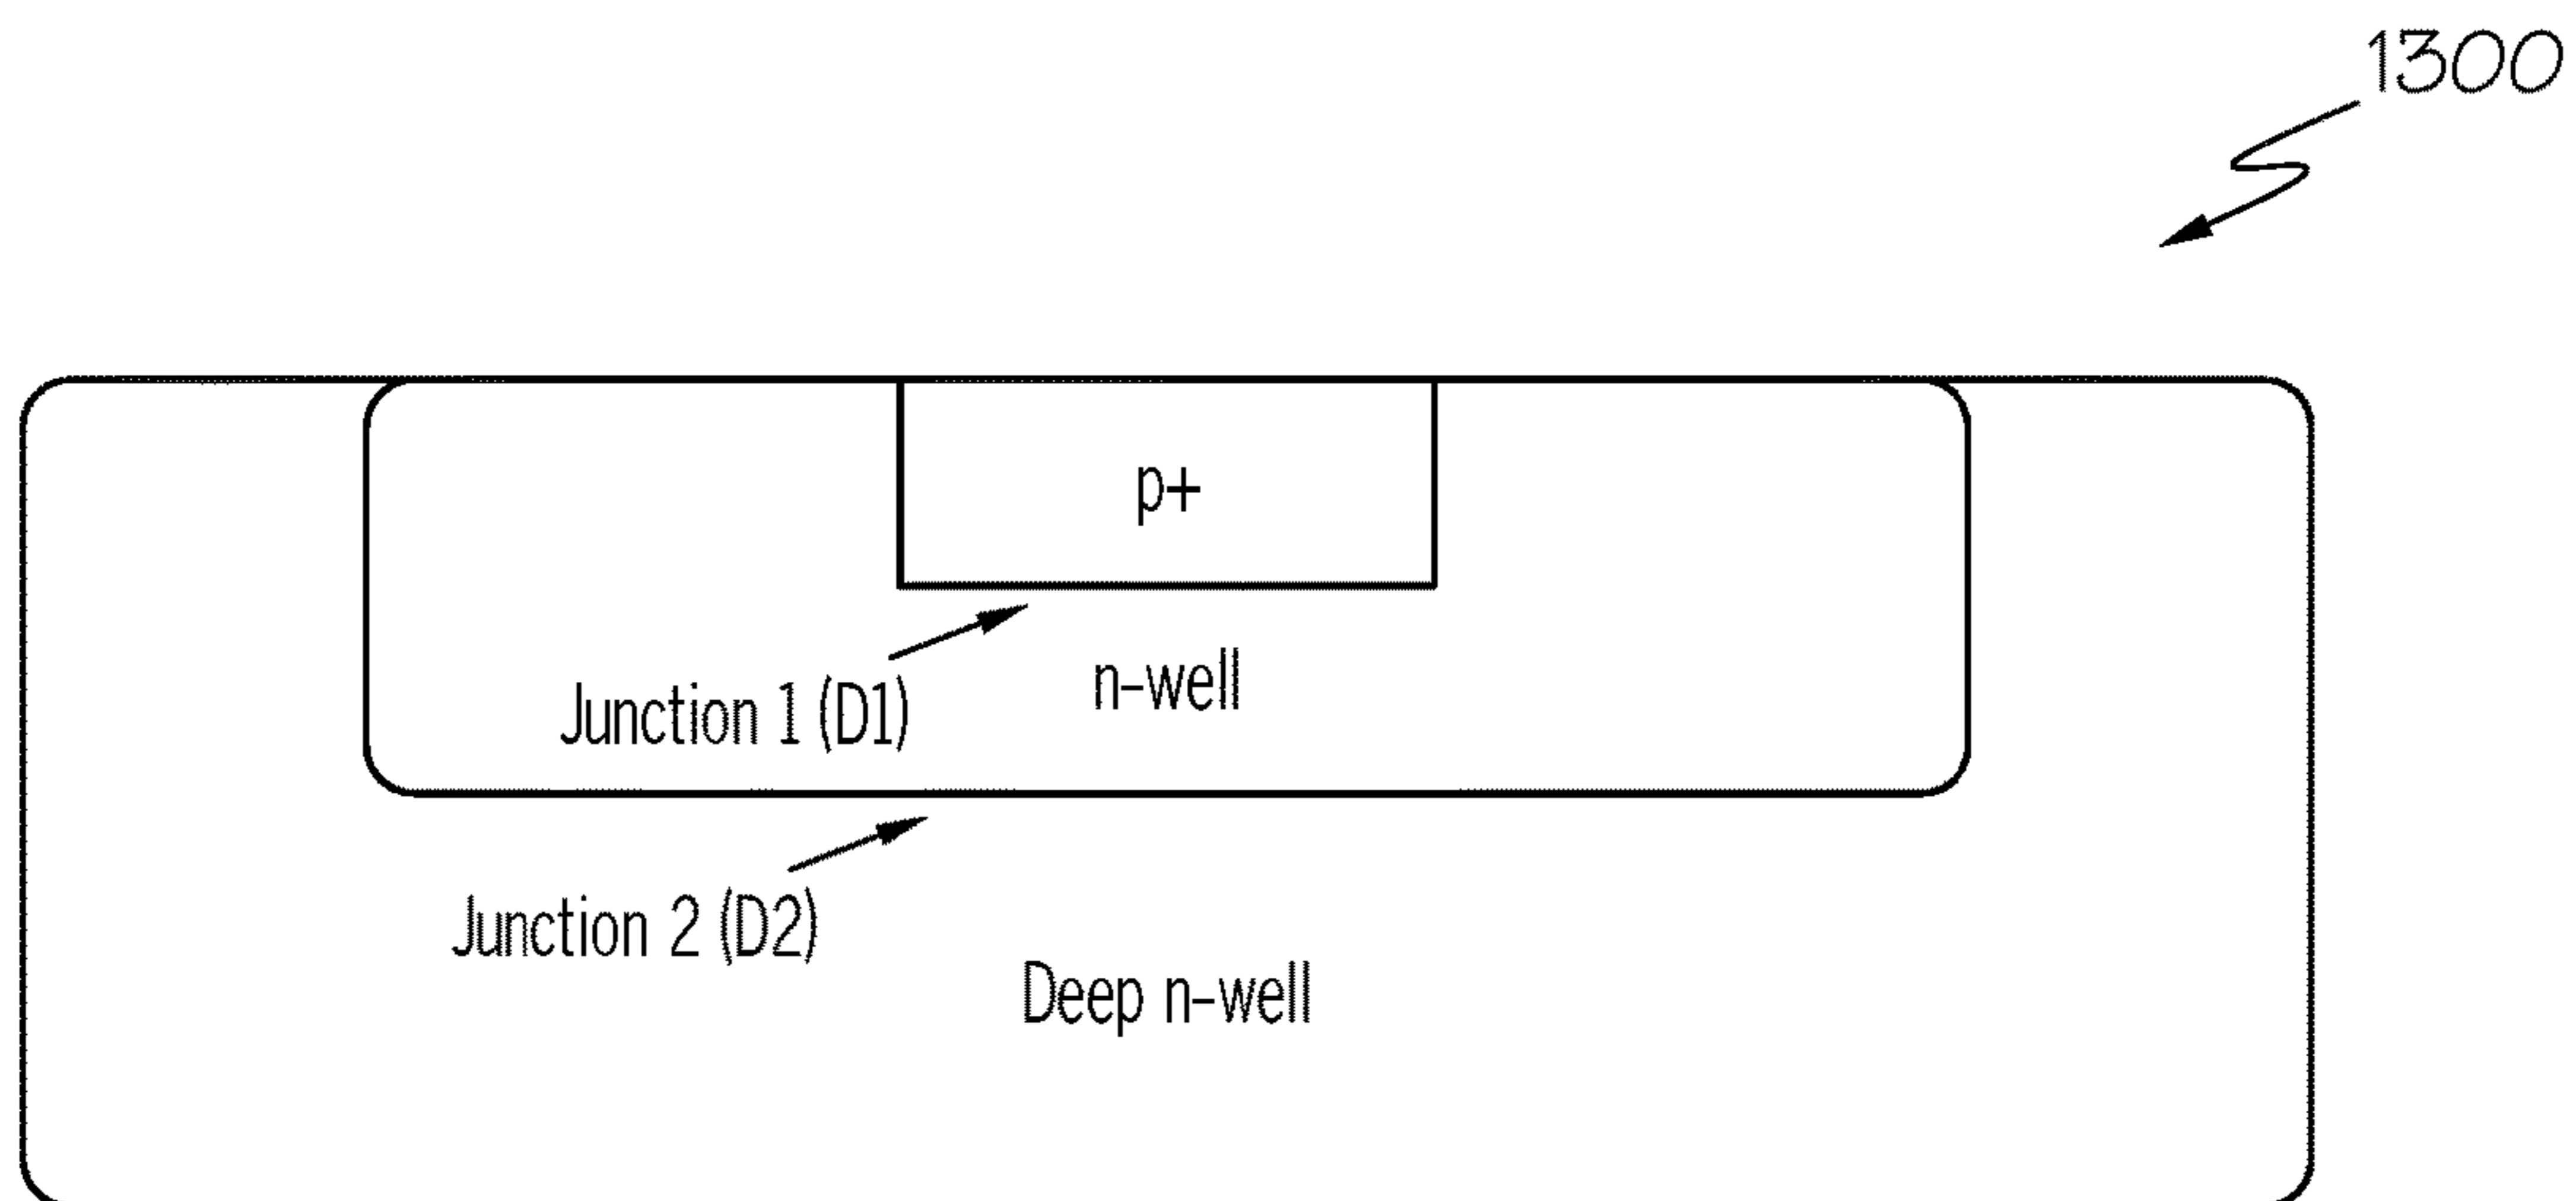 1300
p+
n-well
Junction 1 (D1)
Junction 2 (D2)
Deep n-well